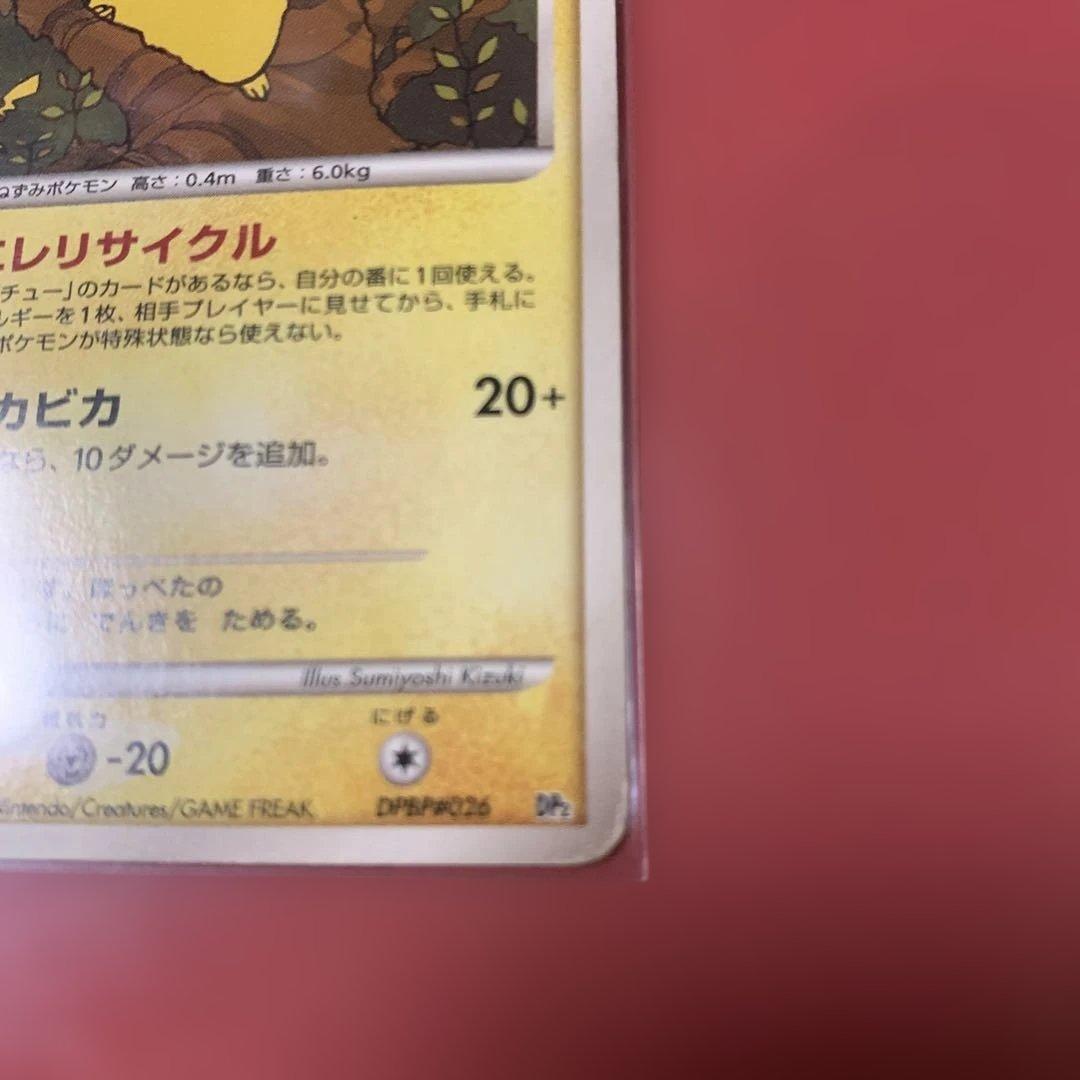 ねずみポケモン 高さ：0.4m 重さ：6.0kg
エレリサイクル
チュー」のカードがあるなら、自分の番に1回使える。
ルギーを1枚、相手プレイヤーに見せてから、手札に
ポケモンが特殊状態なら使えない。
カビカ
20+
なら、10ダメージを追加。
ほっぺたの
でんきを ためる。
Illus. Sumiyoshi Kizuki
抵抗力
にげる
-20
Nintendo/Creatures/GAME FREAK
DPBP#026
DP2